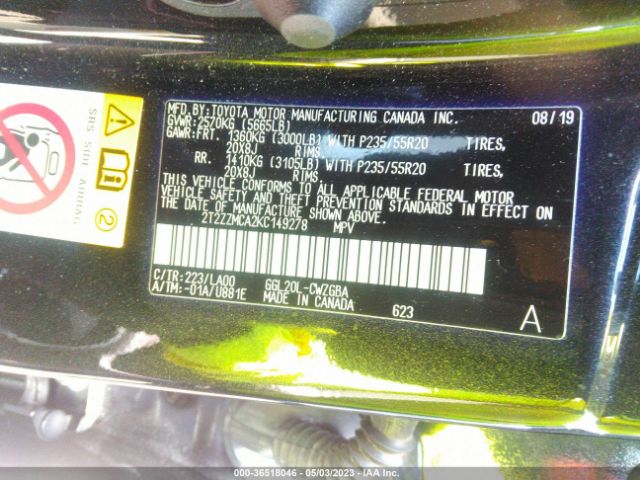 SRS SIDE AIRBAG
2
MFD.BY:TOYOTA MOTOR MANUFACTURING CANADA INC. 08/19
GVWR:2570KG (5665LB)
GAWR:FRT. 1360KG (3000LB) WITH P235/55R20 TIRES,
20X8J RIMS,
RR. 1410KG (3105LB) WITH P235/55R20 TIRES,
20X8J RIMS,
THIS VEHICLE CONFORMS TO ALL APPLICABLE FEDERAL MOTOR
VEHICLE SAFETY AND THEFT PREVENTION STANDARDS IN EFFECT ON
THE DATE OF MANUFACTURE SHOWN ABOVE.
2T2ZZMCA2KC149278 MPV
C/TR: 223/LA00 GGL20L-CWZGBA
A/TM: -01A/U881E MADE IN CANADA 623 A
000-36518046 - 05/03/2023 - IAA Inc.